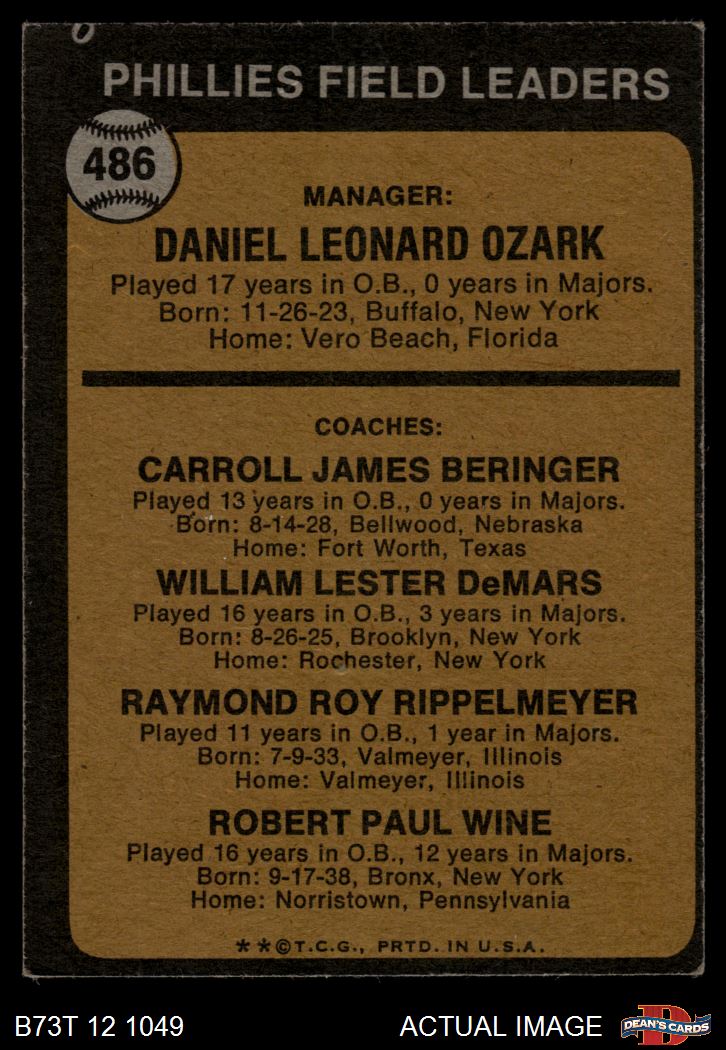 PHILLIES FIELD LEADERS
486
MANAGER:
DANIEL LEONARD OZARK
Played 17 years in O.B., 0 years in Majors.
Born: 11-26-23, Buffalo, New York
Home: Vero Beach, Florida
COACHES:
CARROLL JAMES BERINGER
Played 13 years in O.B., 0 years in Majors.
Born: 8-14-28, Bellwood, Nebraska
Home: Fort Worth, Texas
WILLIAM LESTER DeMARS
Played 16 years in O.B., 3 years in Majors.
Born: 8-26-25, Brooklyn, New York
Home: Rochester, New York
RAYMOND ROY RIPPELMEYER
Played 11 years in O.B., 1 year in Majors.
Born: 7-9-33, Valmeyer, Illinois
Home: Valmeyer, Illinois
ROBERT PAUL WINE
Played 16 years in O.B., 12 years in Majors.
Born: 9-17-38, Bronx, New York
Home: Norristown, Pennsylvania
**©T.C.G., PRTD. IN U.S.A.
B73T 12 1049
ACTUAL IMAGE
D
DEAN'S CARDS